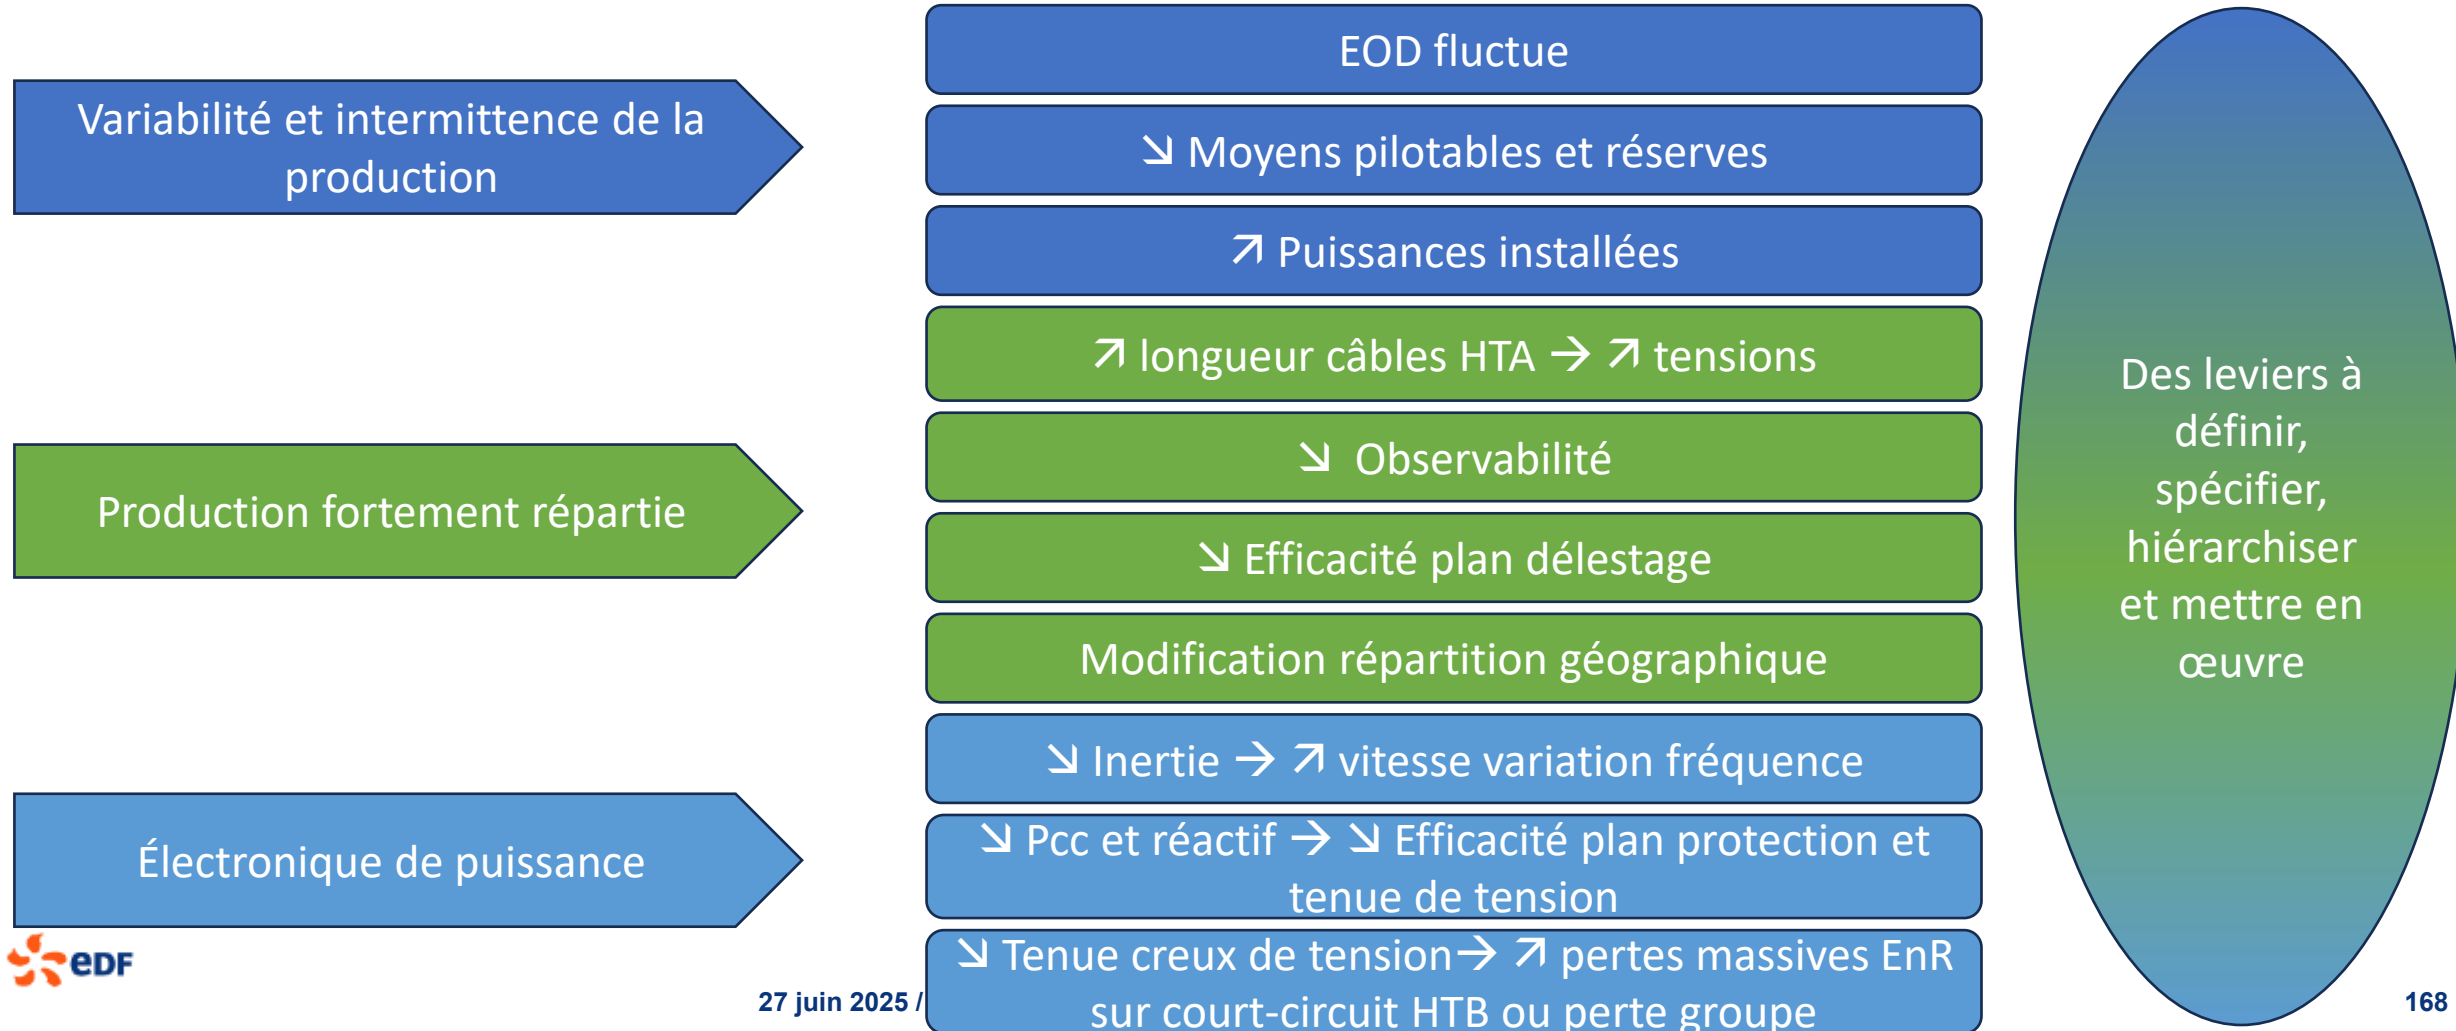 Variabilité et intermittence de la
production
EOD fluctue
↘ Moyens pilotables et réserves
↗ Puissances installées
Production fortement répartie
↗ longueur câbles HTA → ↗ tensions
↘ Observabilité
↘ Efficacité plan délestage
Modification répartition géographique
Électronique de puissance
↘ Inertie → ↗ vitesse variation fréquence
↘ Pcc et réactif → ↘ Efficacité plan protection et
tenue de tension
↘ Tenue creux de tension→ ↗ pertes massives EnR
sur court-circuit HTB ou perte groupe
Des leviers à
définir,
spécifier,
hiérarchiser
et mettre en
œuvre
eDF
27 juin 2025 /
168